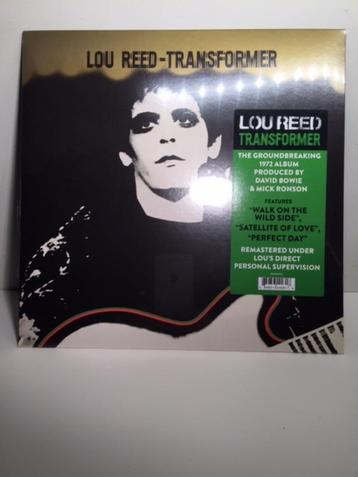 LOU REED-TRANSFORMER
LOU REED
TRANSFORMER
THE GROUNDBREAKING
1972 ALBUM
PRODUCED BY
DAVID BOWIE
& MICK RONSON
FEATURES
"WALK ON THE
WILD SIDE",
"SATELLITE OF LOVE",
"PERFECT DAY"
REMASTERED UNDER
LOU'S DIRECT
PERSONAL SUPERVISION